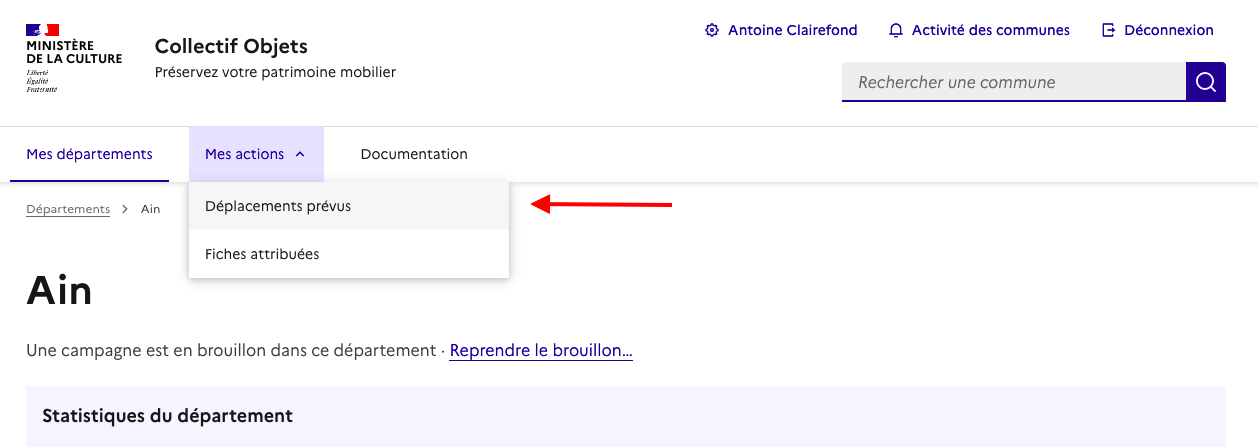 MINISTÈRE
DE LA CULTURE
Liberté
Égalité
Fraternité
Collectif Objets
Préservez votre patrimoine mobilier
Antoine Clairefond
Activité des communes
Déconnexion
Rechercher une commune
Mes départements
Mes actions
Documentation
Déplacements prévus
Fiches attribuées
Départements > Ain
Ain
Une campagne est en brouillon dans ce département · Reprendre le brouillon…
Statistiques du département